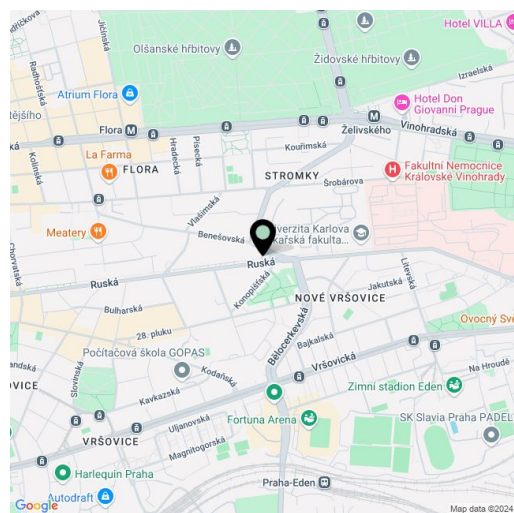 Hotel VILLA
Olšanské hřbitovy
Židovské hřbitovy
Jičínská
Radhošťská
Izraelská
Atrium Flora
Hotel Don
Giovanni Prague
Flora
Želivského
Vinohradská
Kolínská
La Farma
FLORA
Hradecká
Písecká
Kouřimská
STROMKY
Šrobárova
Fakultní Nemocnice
Královské Vinohrady
Vlašimská
Meatery
Benešovská
Chorvatská
Ruská
Ruská
Konopišťská
Litevská
Jakutská
NOVÉ VRŠOVICE
Bulharská
28. pluku
Bělocerkevská
Bajkalská
Počítačová škola GOPAS
Vršovická
Slovinská
Kodaňská
Kavkazská
Zimní stadion Eden
Na Hroudě
Uljanovská
Fortuna Arena
SK Slavia Praha PADEL
VRŠOVICE
Magnitogorská
Harlequin Praha
Praha-Eden
Autodraft
Google
Map data ©2024